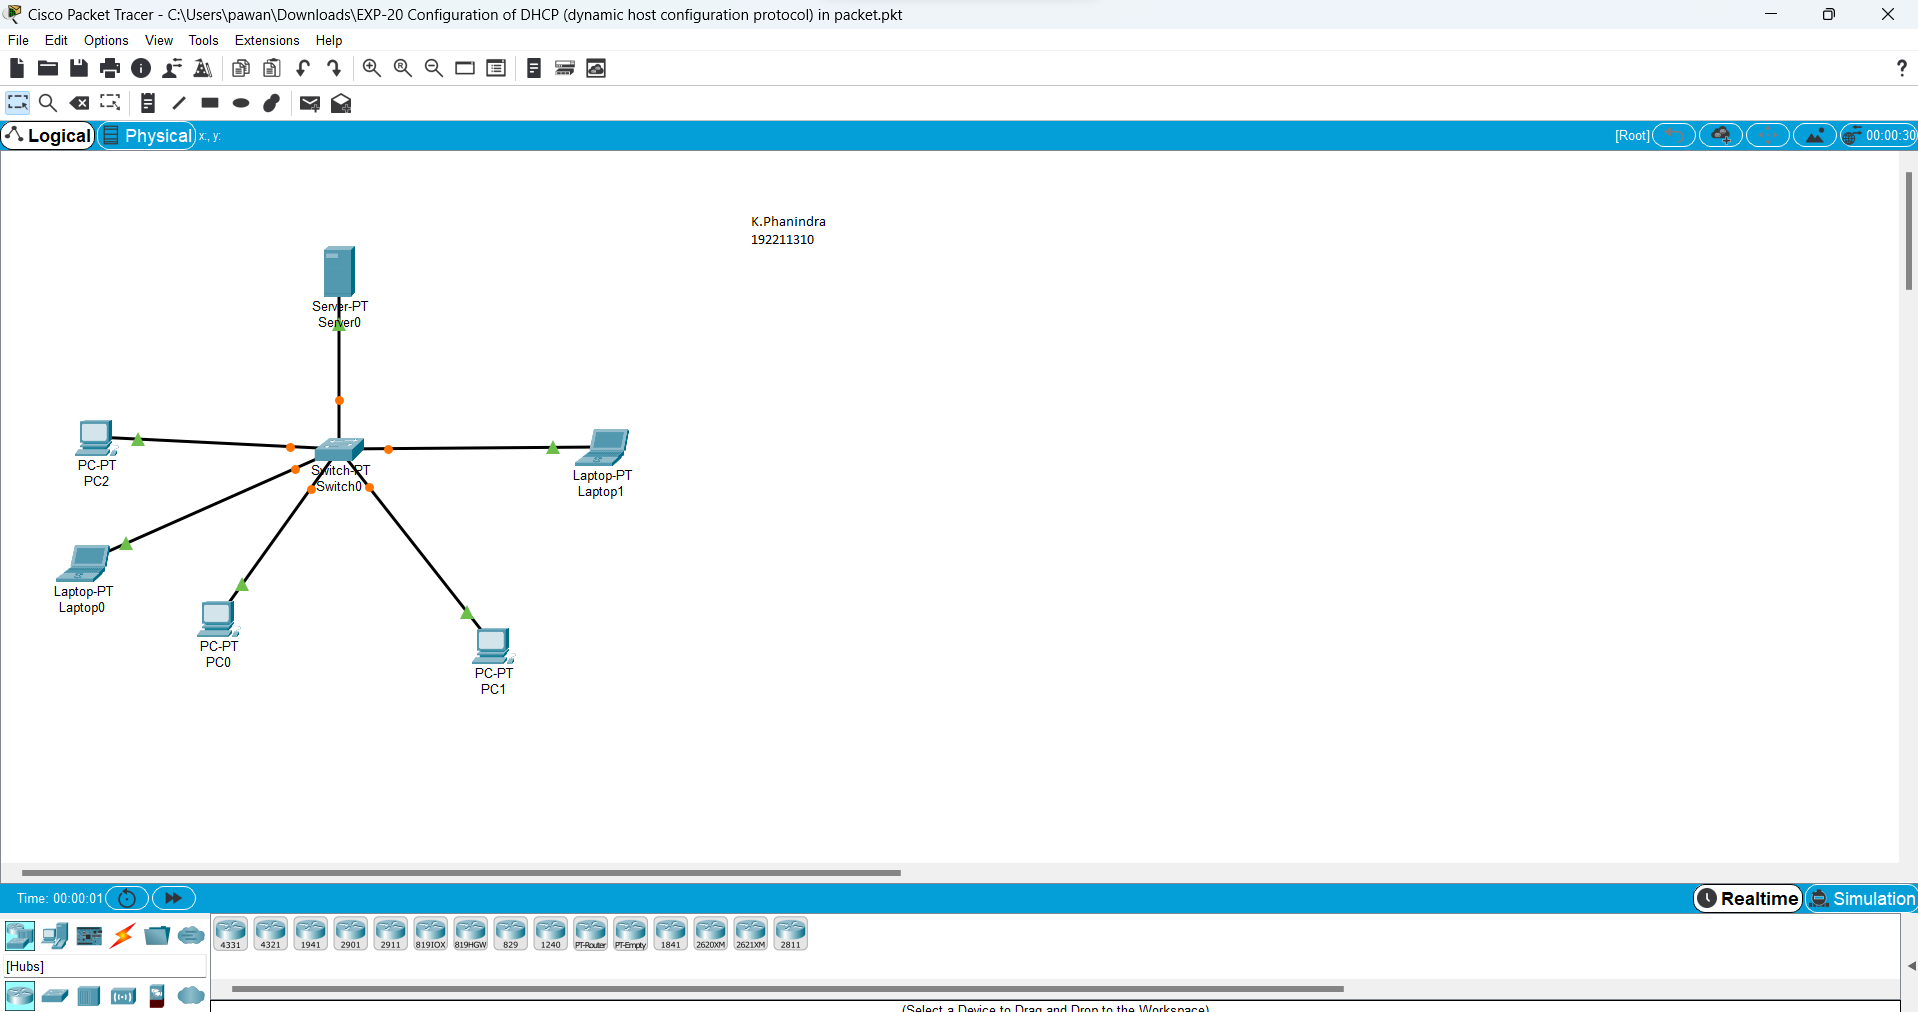 Cisco Packet Tracer - C:\Users\pawan\Downloads\EXP-20 Configuration of DHCP (dynamic host configuration protocol) in packet.pkt
File Edit Options View Tools Extensions Help
?
Logical Physical x:, y: [Root] 00:00:30
K.Phanindra
192211310
Server-PT
Server0
PC-PT
PC2
Switch-PT
Switch0
Laptop-PT
Laptop1
Laptop-PT
Laptop0
PC-PT
PC0
PC-PT
PC1
Time: 00:00:01 Realtime Simulation
4331 4321 1941 2901 2911 819IOX 819HGW 829 1240 PT-Router PT-Empty 1841 2620XM 2621XM 2811
[Hubs]
(Select a Device to Drag and Drop to the Workspace)